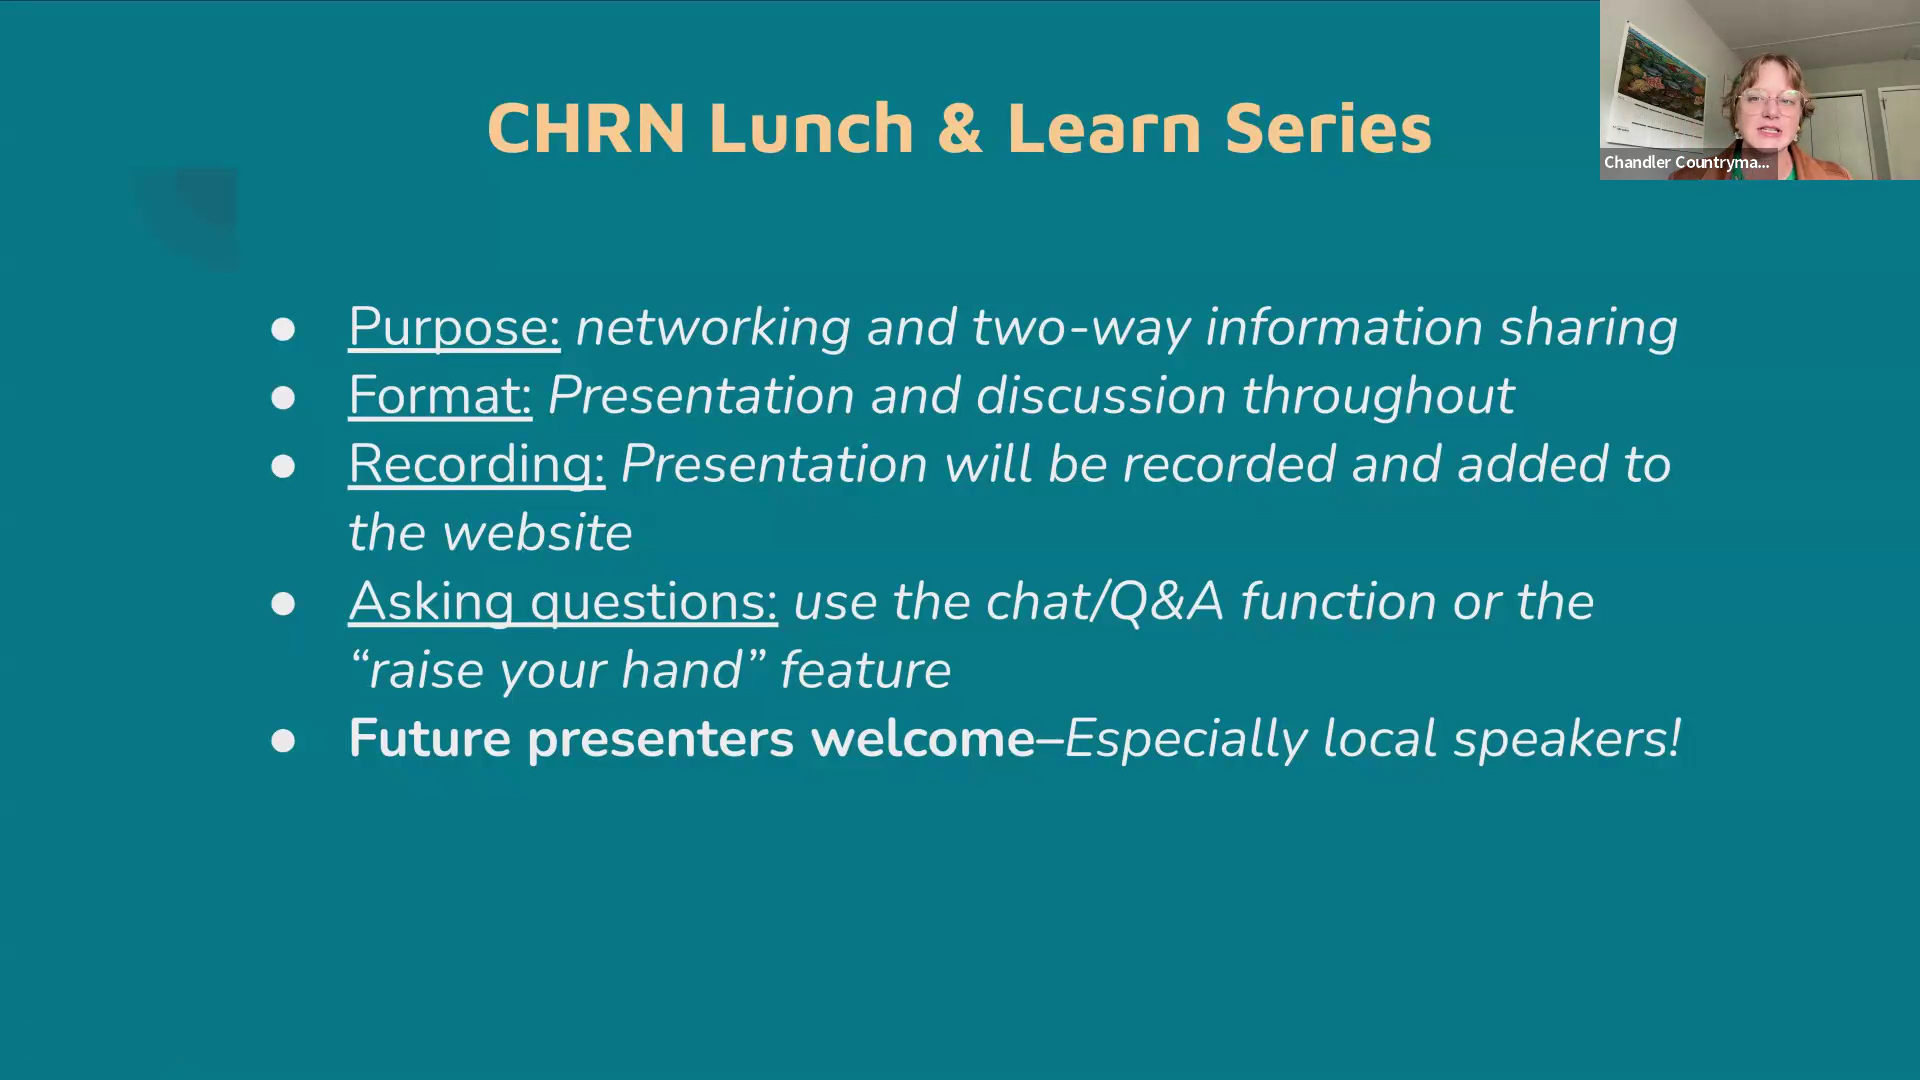 CHRN Lunch & Learn Series
Chandler Countryma...
● Purpose: networking and two-way information sharing
● Format: Presentation and discussion throughout
● Recording: Presentation will be recorded and added to
the website
● Asking questions: use the chat/Q&A function or the
“raise your hand” feature
● Future presenters welcome–Especially local speakers!